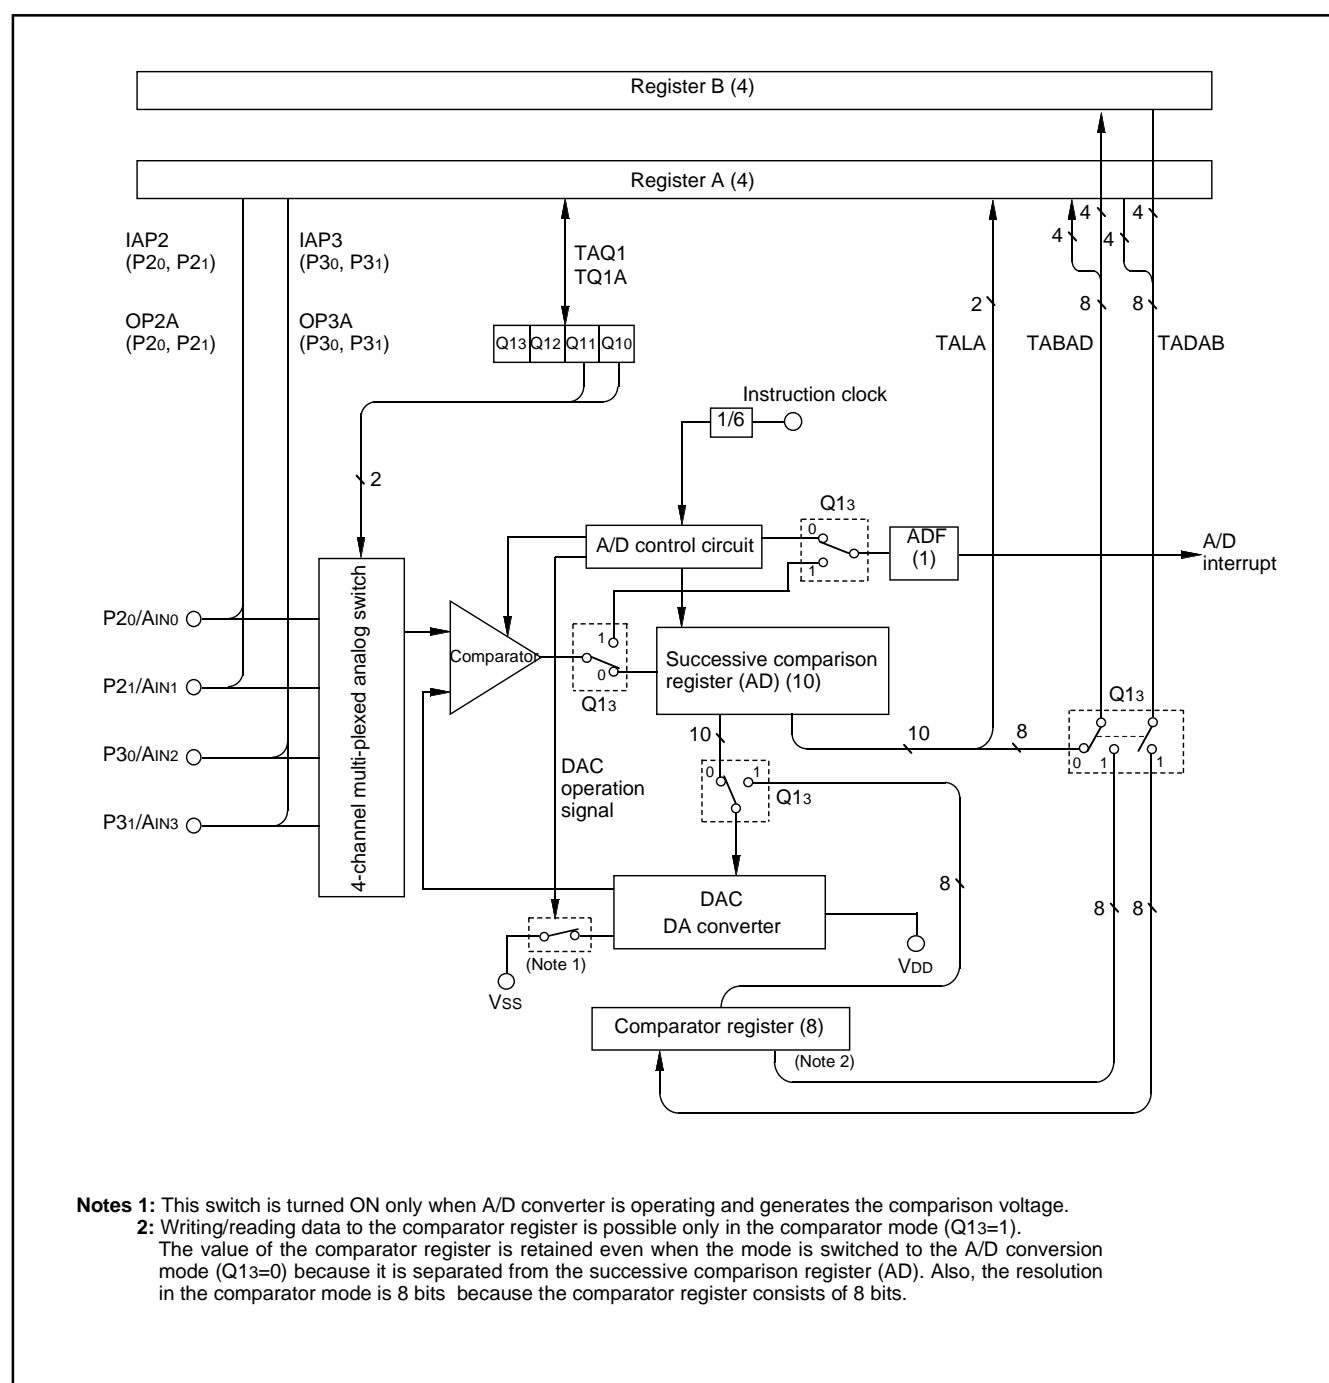 Register B (4)
Register A (4)
4
4
4
4
IAP2
(P20, P21)
IAP3
(P30, P31)
TAQ1
TQ1A
OP2A
(P20, P21)
OP3A
(P30, P31)
2
8
8
Q13
Q12
Q11
Q10
TALA
TABAD
TADAB
Instruction clock
1/6
2
Q13
0
1
A/D control circuit
ADF
(1)
A/D
interrupt
4-channel multi-plexed analog switch
P20/AIN0
P21/AIN1
P30/AIN2
P31/AIN3
Comparator
1
0
Q13
Successive comparison
register (AD) (10)
Q13
0
1
1
10
10
8
DAC
operation
signal
0
1
Q13
8
8
8
DAC
DA converter
(Note 1)
VSS
VDD
Comparator register (8)
(Note 2)
Notes 1: This switch is turned ON only when A/D converter is operating and generates the comparison voltage.
2: Writing/reading data to the comparator register is possible only in the comparator mode (Q13=1).
The value of the comparator register is retained even when the mode is switched to the A/D conversion
mode (Q13=0) because it is separated from the successive comparison register (AD). Also, the resolution
in the comparator mode is 8 bits because the comparator register consists of 8 bits.